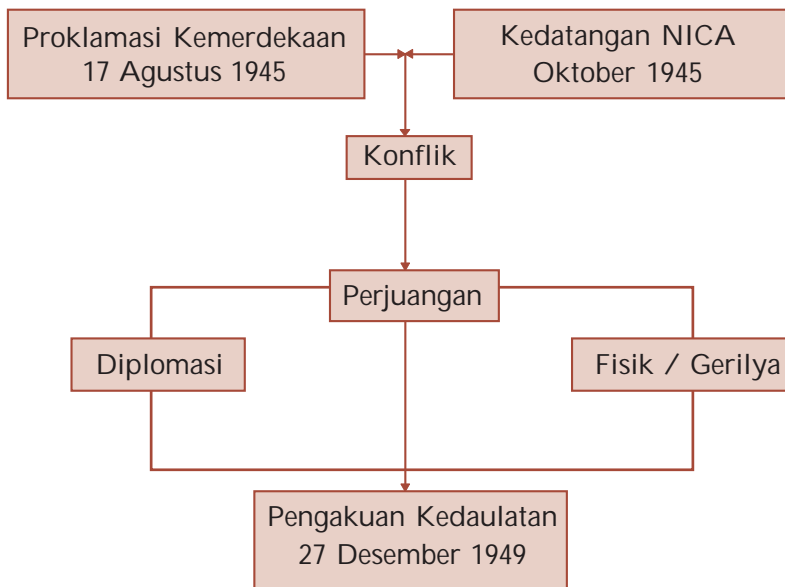 Proklamasi Kemerdekaan
17 Agustus 1945
Kedatangan NICA
Oktober 1945
Konflik
Perjuangan
Diplomasi
Fisik / Gerilya
Pengakuan Kedaulatan
27 Desember 1949